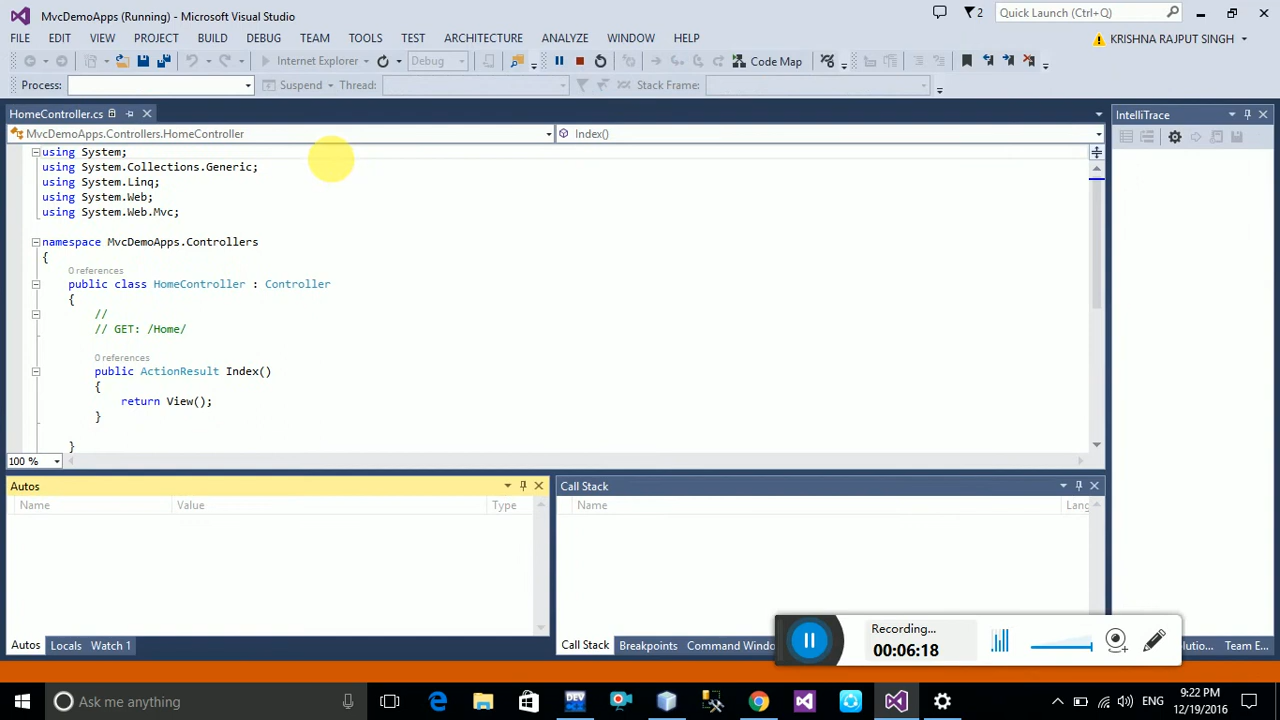 MvcDemoApps (Running) - Microsoft Visual Studio
2
Quick Launch (Ctrl+Q)
FILE EDIT VIEW PROJECT BUILD DEBUG TEAM TOOLS TEST ARCHITECTURE ANALYZE WINDOW HELP
KRISHNA RAJPUT SINGH
Internet Explorer Debug Code Map
Process: Suspend Thread: Stack Frame:
HomeController.cs
IntelliTrace
MvcDemoApps.Controllers.HomeController Index()
using System;
using System.Collections.Generic;
using System.Linq;
using System.Web;
using System.Web.Mvc;
namespace MvcDemoApps.Controllers
{
0 references
public class HomeController : Controller
{
//
// GET: /Home/
0 references
public ActionResult Index()
{
return View();
}
}
100 %
Autos
Call Stack
Name Value Type
Name Lang
Recording...
00:06:18
Autos Locals Watch 1
Call Stack Breakpoints Command Windo
olutio... Team E...
Ask me anything
DEV
ENG
9:22 PM
12/19/2016